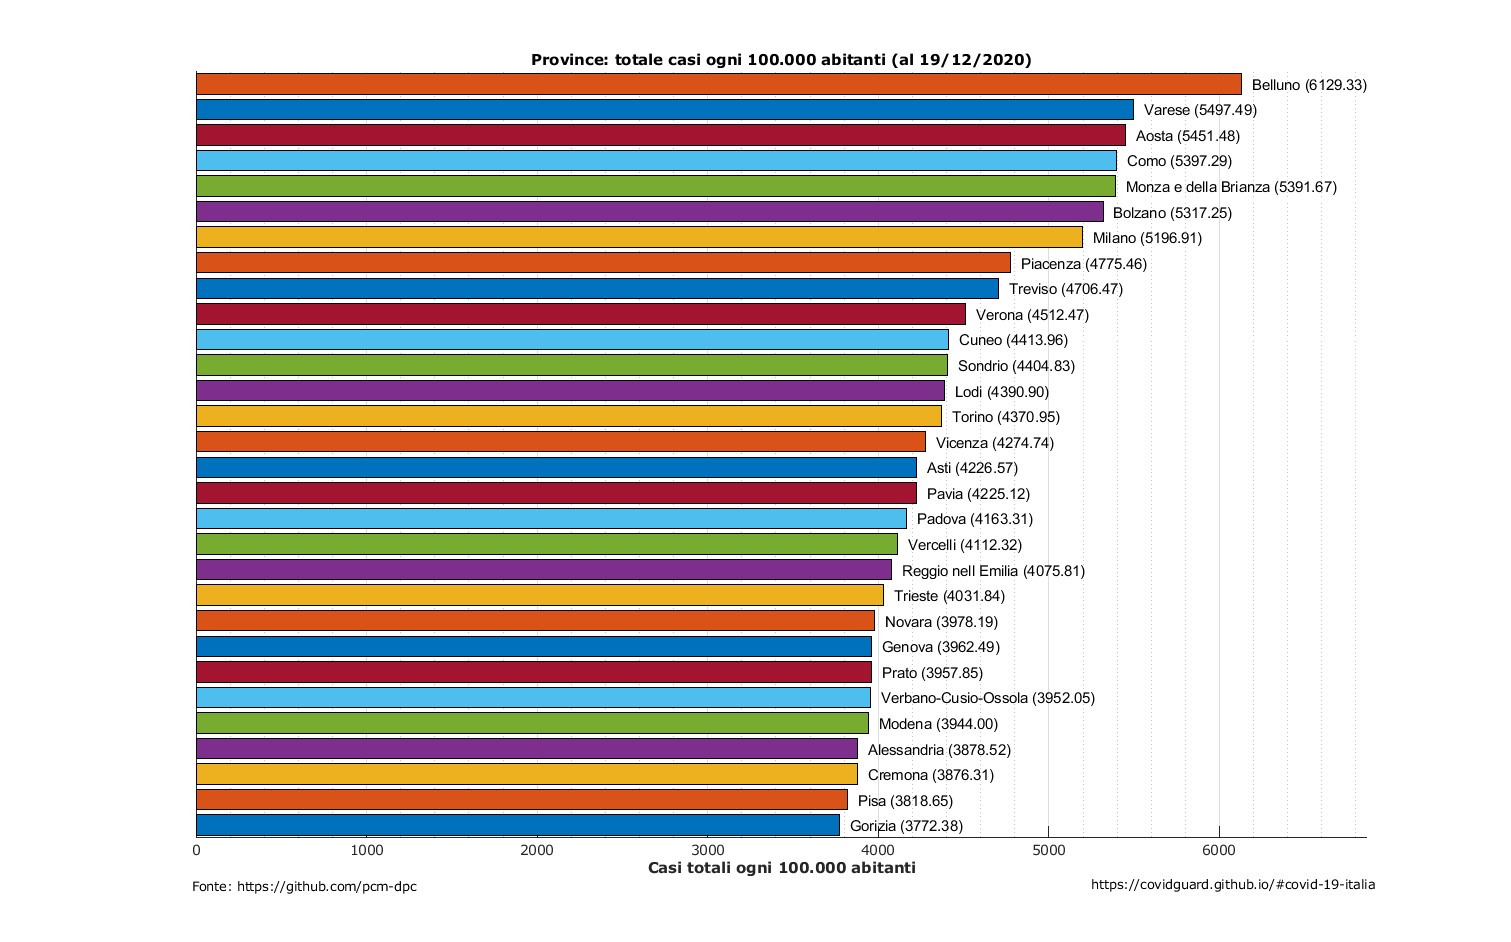 Province: totale casi ogni 100.000 abitanti (al 19/12/2020)
Belluno (6129.33)
Varese (5497.49)
Aosta (5451.48)
Como (5397.29)
Monza e della Brianza (5391.67)
Bolzano (5317.25)
Milano (5196.91)
Piacenza (4775.46)
Treviso (4706.47)
Verona (4512.47)
Cuneo (4413.96)
Sondrio (4404.83)
Lodi (4390.90)
Torino (4370.95)
Vicenza (4274.74)
Asti (4226.57)
Pavia (4225.12)
Padova (4163.31)
Vercelli (4112.32)
Reggio nell Emilia (4075.81)
Trieste (4031.84)
Novara (3978.19)
Genova (3962.49)
Prato (3957.85)
Verbano-Cusio-Ossola (3952.05)
Modena (3944.00)
Alessandria (3878.52)
Cremona (3876.31)
Pisa (3818.65)
Gorizia (3772.38)
0 1000 2000 3000 4000 5000 6000
Casi totali ogni 100.000 abitanti
Fonte: https://github.com/pcm-dpc
https://covidguard.github.io/#covid-19-italia